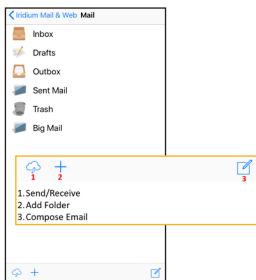 Iridium Mail & Web Mail
Inbox
Drafts
Outbox
Sent Mail
Trash
Big Mail
1 2 3
1.Send/Receive
2.Add Folder
3.Compose Email